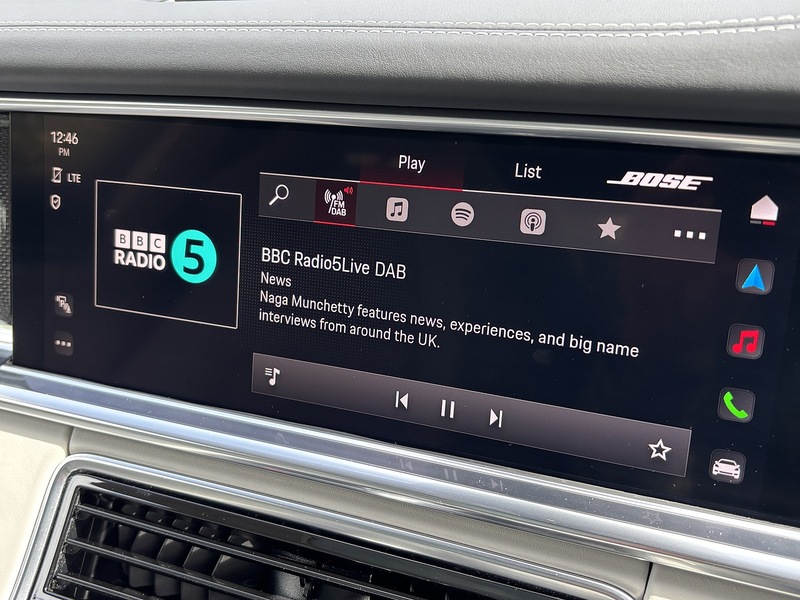 12:46
PM
LTE
Play
List
BOSE
FM
DAB
BBC
RADIO 5
BBC Radio5Live DAB
News
Naga Munchetty features news, experiences, and big name
interviews from around the UK.